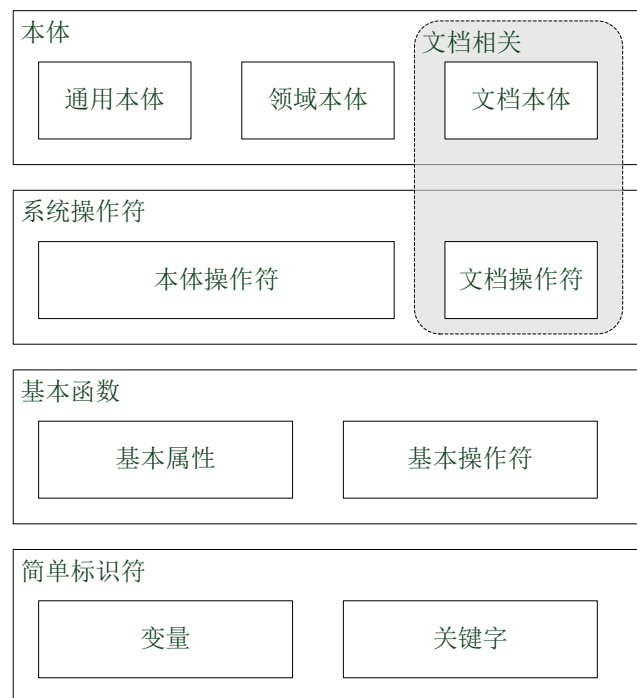 本体
文档相关
通用本体
领域本体
文档本体
系统操作符
本体操作符
文档操作符
基本函数
基本属性
基本操作符
简单标识符
变量
关键字